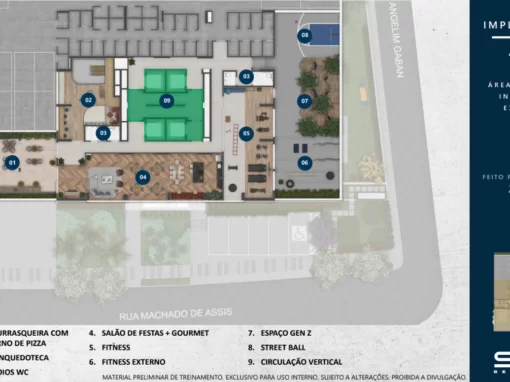 IMPL
08
ANGELIM GABAN
03
ÁREA
IN
E
02
09
07
03
05
01
06
04
FEITO
RUA MACHADO DE ASSIS
URRASQUEIRA COM
RNO DE PIZZA
NQUEDOTECA
OIOS WC
4. SALÃO DE FESTAS + GOURMET
5. FITNESS
6. FITNESS EXTERNO
7. ESPAÇO GEN Z
8. STREET BALL
9. CIRCULAÇÃO VERTICAL
MATERIAL PRELIMINAR DE TREINAMENTO. EXCLUSIVO PARA USO INTERNO, SUJEITO A ALTERAÇÕES. PROIBIDA A DIVULGAÇÃO